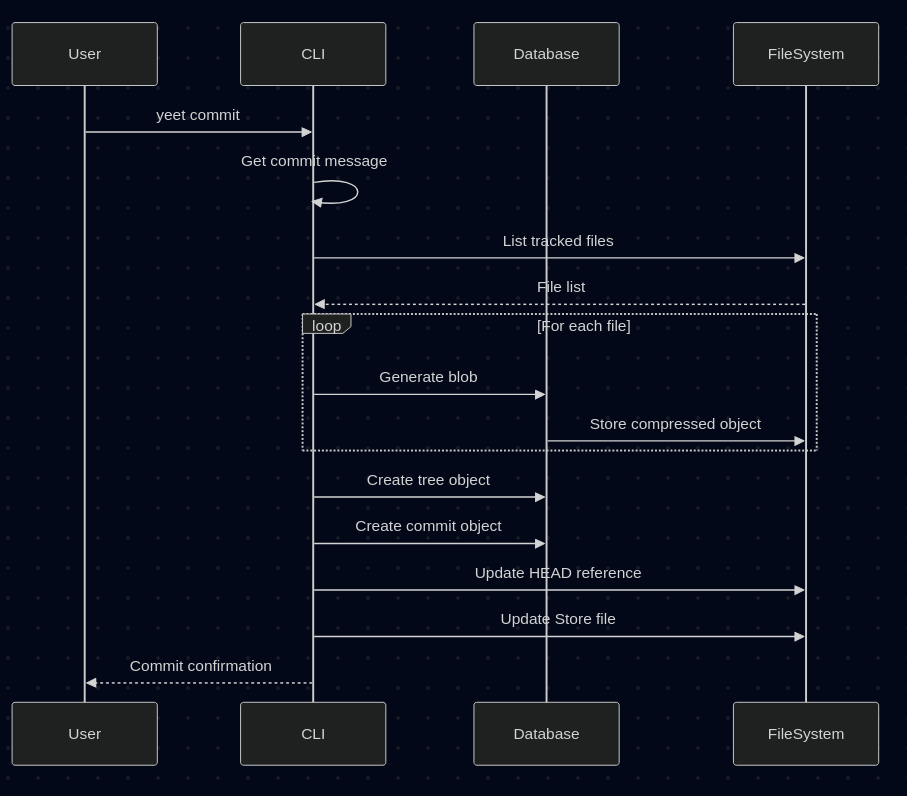 User
CLI
Database
FileSystem
yeet commit
Get commit message
List tracked files
File list
loop
[For each file]
Generate blob
Store compressed object
Create tree object
Create commit object
Update HEAD reference
Update Store file
Commit confirmation
User
CLI
Database
FileSystem